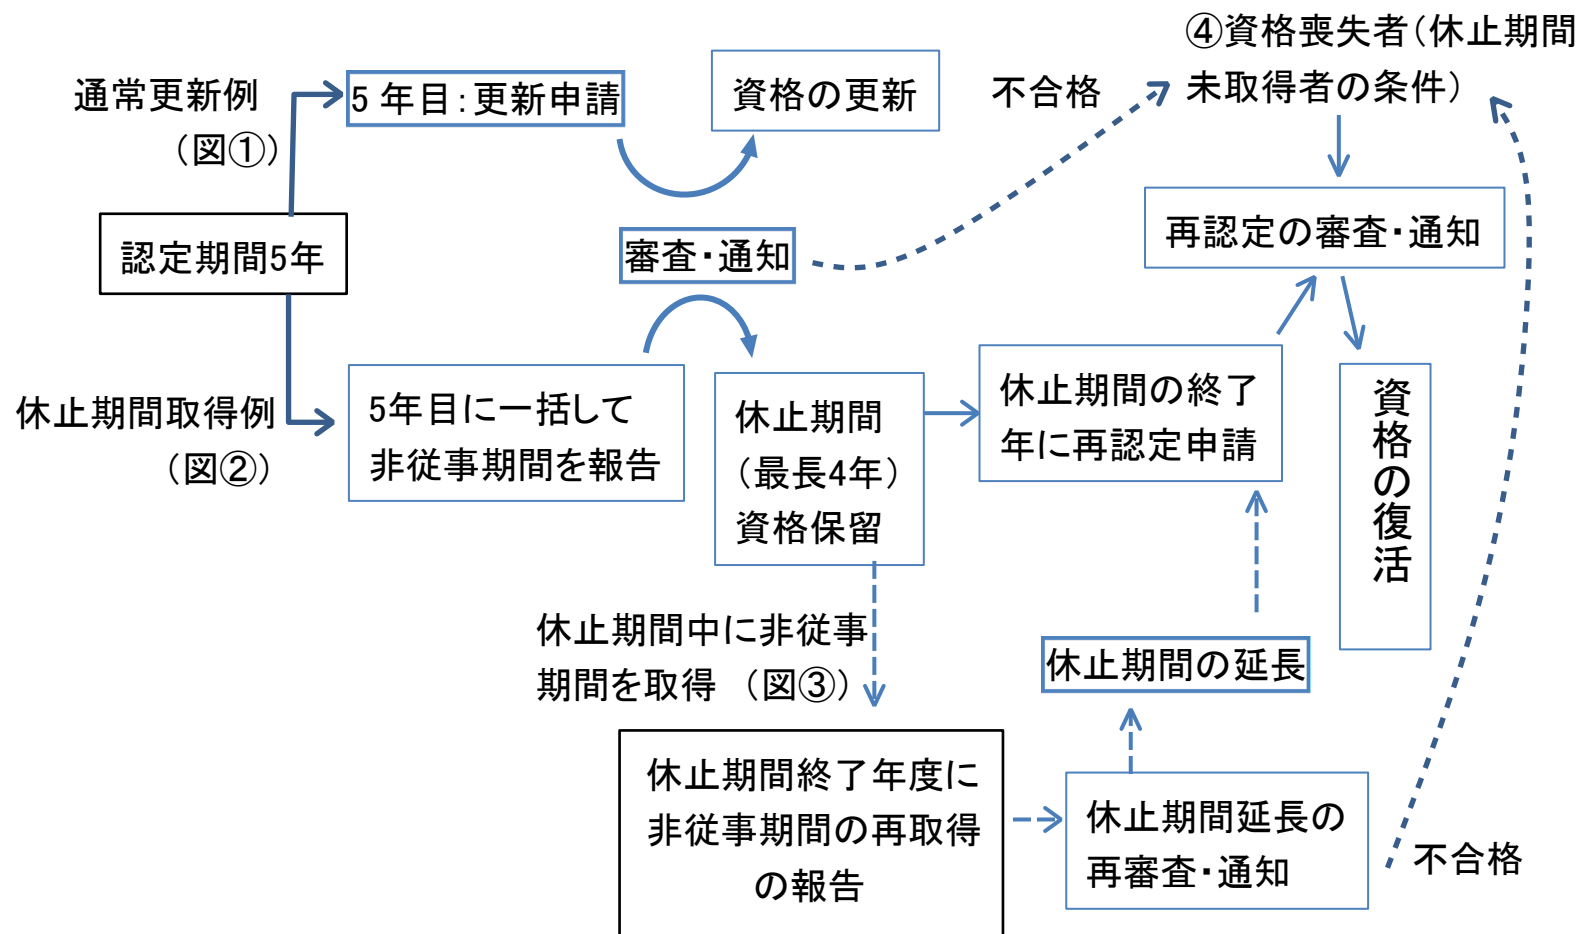 ④資格喪失者（休止期間
未取得者の条件）
通常更新例
（図①）
5 年目：更新申請
資格の更新
不合格
認定期間5年
審査・通知
再認定の審査・通知
休止期間取得例
（図②）
5年目に一括して
非従事期間を報告
休止期間
（最長4年）
資格保留
休止期間の終了
年に再認定申請
資格の復活
休止期間中に非従事
期間を取得 （図③）
休止期間の延長
休止期間終了年度に
非従事期間の再取得
の報告
休止期間延長の
再審査・通知
不合格